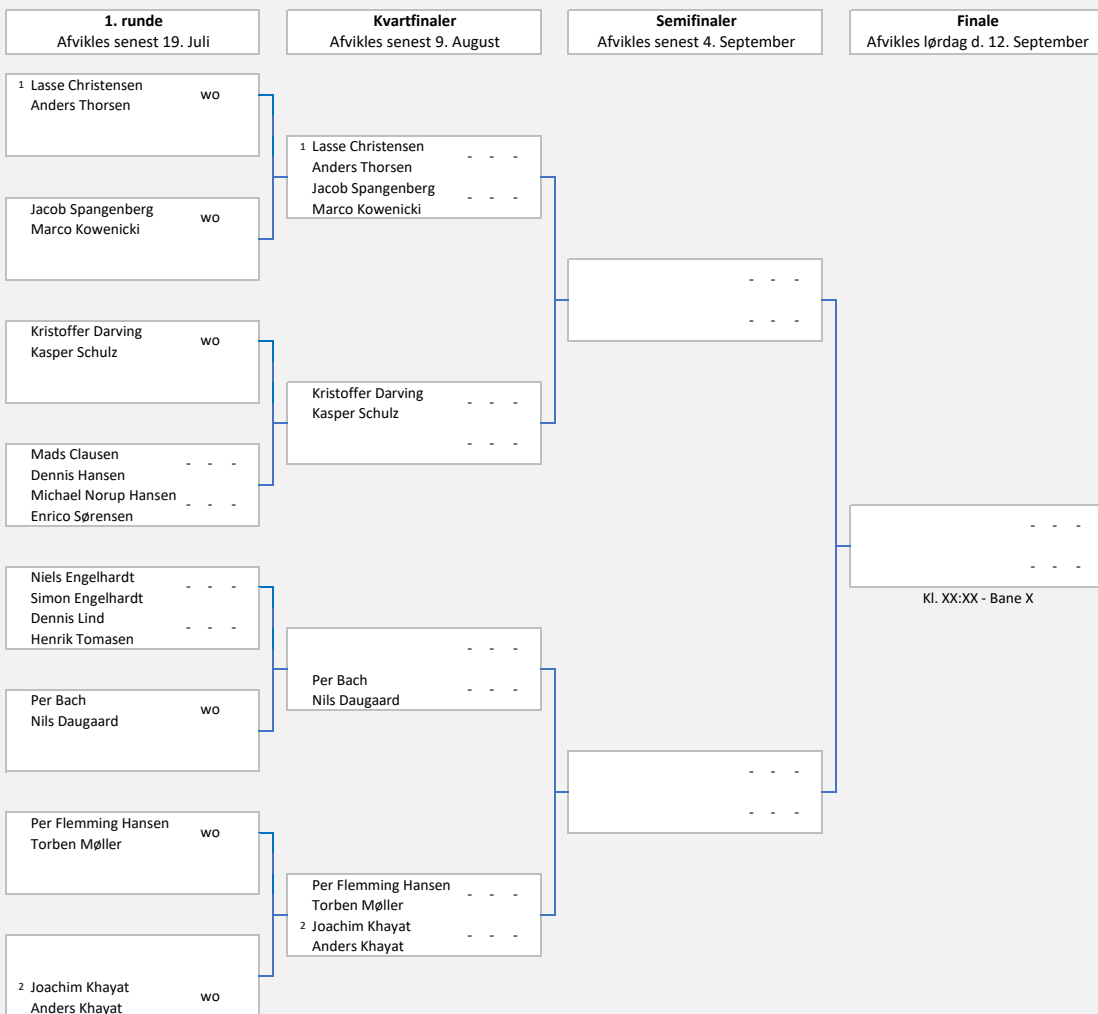 1. runde
Afvikles senest 19. Juli
Kvartfinaler
Afvikles senest 9. August
Semifinaler
Afvikles senest 4. September
Finale
Afvikles lørdag d. 12. September
1 Lasse Christensen
Anders Thorsen
wo
Jacob Spangenberg
Marco Kowenicki
wo
Kristoffer Darving
Kasper Schulz
wo
Mads Clausen
Dennis Hansen
- - -
Michael Norup Hansen
Enrico Sørensen
- - -
Niels Engelhardt
Simon Engelhardt
- - -
Dennis Lind
Henrik Tomasen
- - -
Per Bach
Nils Daugaard
wo
Per Flemming Hansen
Torben Møller
wo
2 Joachim Khayat
Anders Khayat
wo
1 Lasse Christensen
Anders Thorsen
- - -
Jacob Spangenberg
Marco Kowenicki
- - -
Kristoffer Darving
Kasper Schulz
- - -
- - -
- - -
Per Bach
Nils Daugaard
- - -
Per Flemming Hansen
Torben Møller
- - -
2 Joachim Khayat
Anders Khayat
- - -
- - -
- - -
- - -
- - -
- - -
- - -
Kl. XX:XX - Bane X